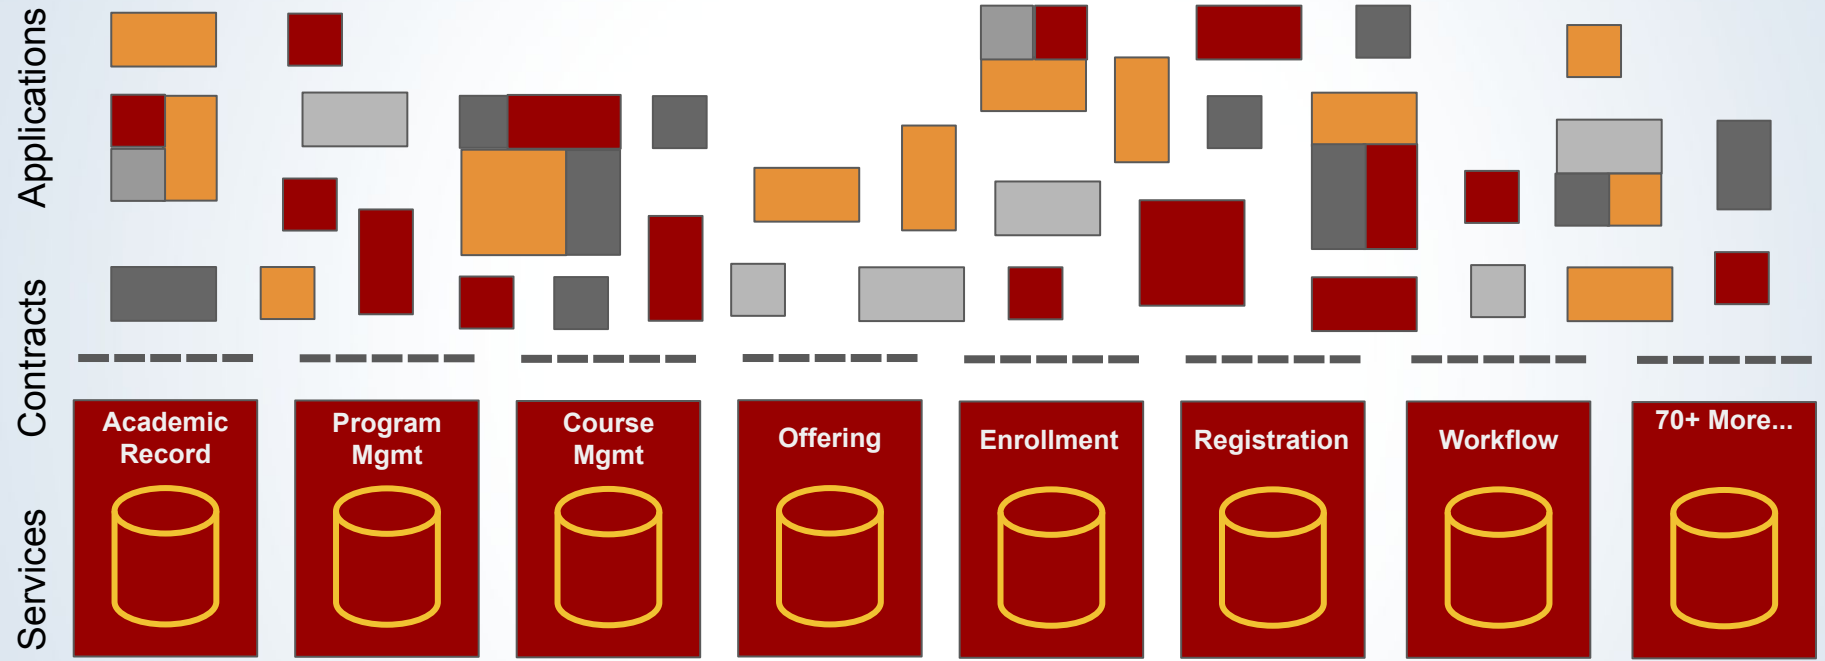 Applications
Contracts
Services
Academic
Record
Program
Mgmt
Course
Mgmt
Offering
Enrollment
Registration
Workflow
70+ More...